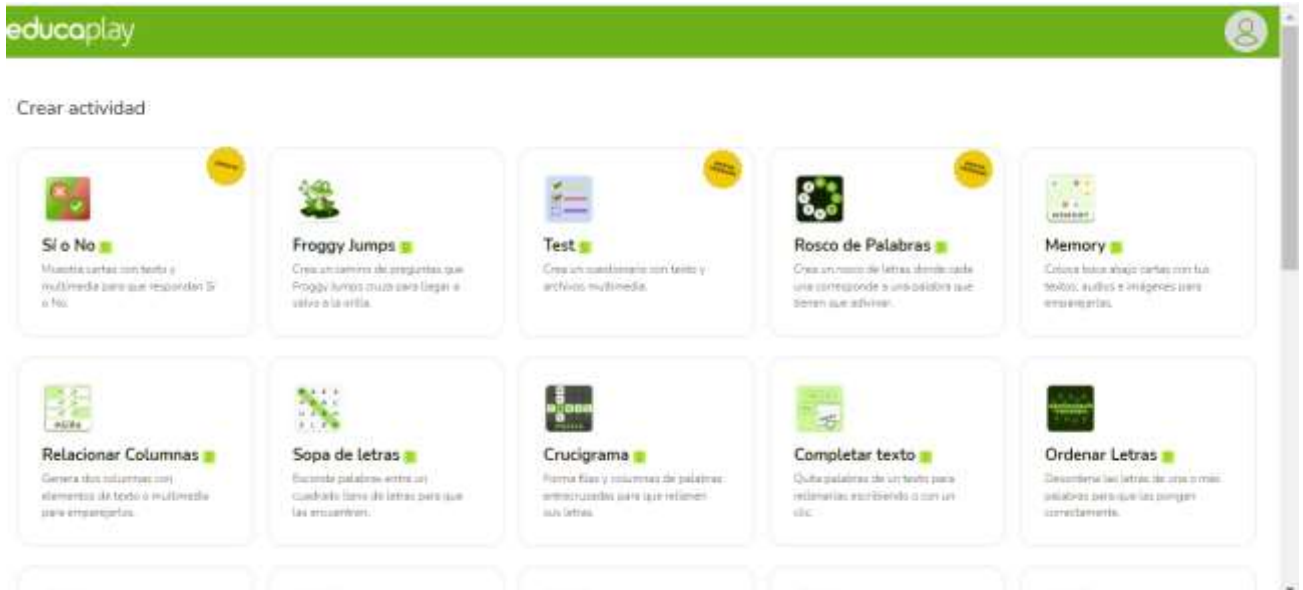 educaplay
Crear actividad
Sí o No
Muestra cartas con texto y
multimedia para que respondan Sí
o No.
Froggy Jumps
Crea un camino de preguntas que
Froggy Jumps cruza para llegar a
salvo a la orilla.
Test
Crea un cuestionario con texto y
archivos multimedia.
Rosco de Palabras
Crea un rosco de letras donde cada
una corresponde a una palabra que
tienen que adivinar.
MEMORY
Memory
Coloca boca abajo cartas con tus
textos, audios e imágenes para
emparejarlas.
Relacionar Columnas
Genera dos columnas con
elementos de texto o multimedia
para emparejarlos.
Sopa de letras
Esconde palabras entre un
cuadrado lleno de letras para que
las encuentren.
Crucigrama
Forma filas y columnas de palabras
entrecruzadas para que rellenen
sus letras.
Completar texto
Quita palabras de un texto para
rellenarlas escribiendo o con un
clic.
Ordenar Letras
Desordena las letras de una o más
palabras para que las pongan
correctamente.